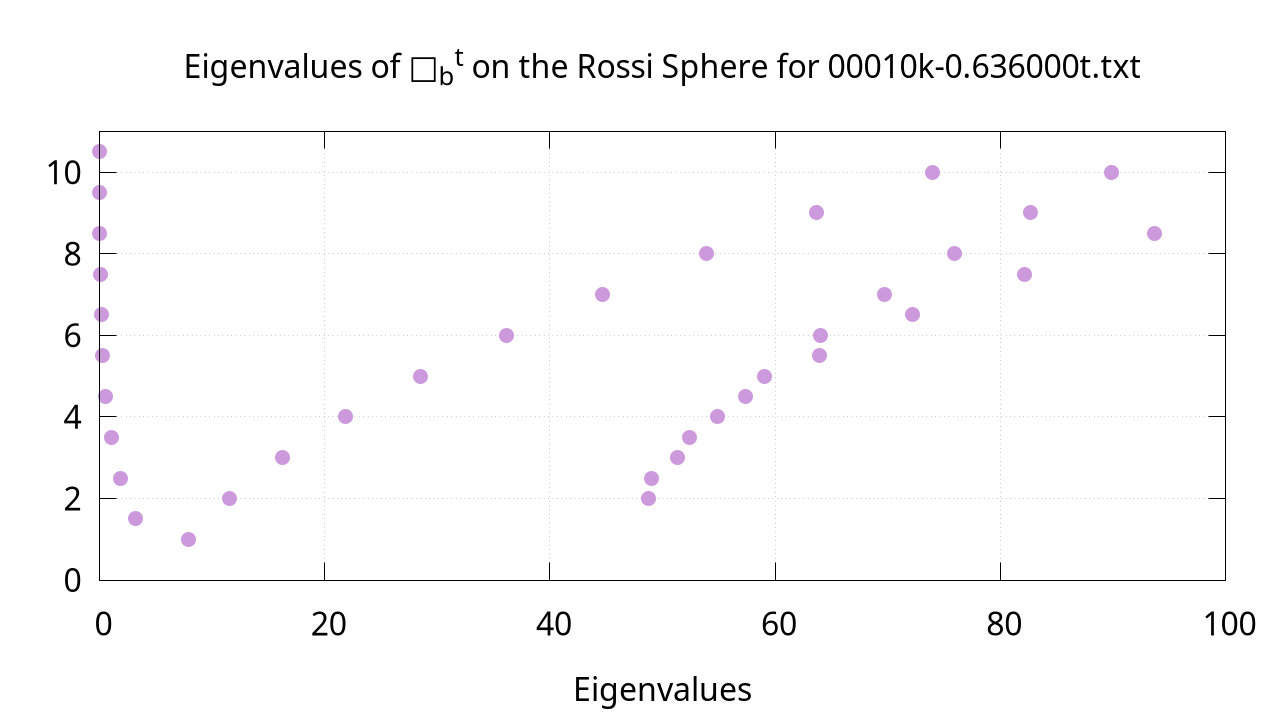 Eigenvalues of □bᵗ on the Rossi Sphere for 00010k-0.636000t.txt
10
8
6
4
2
0
0 20 40 60 80 100
Eigenvalues